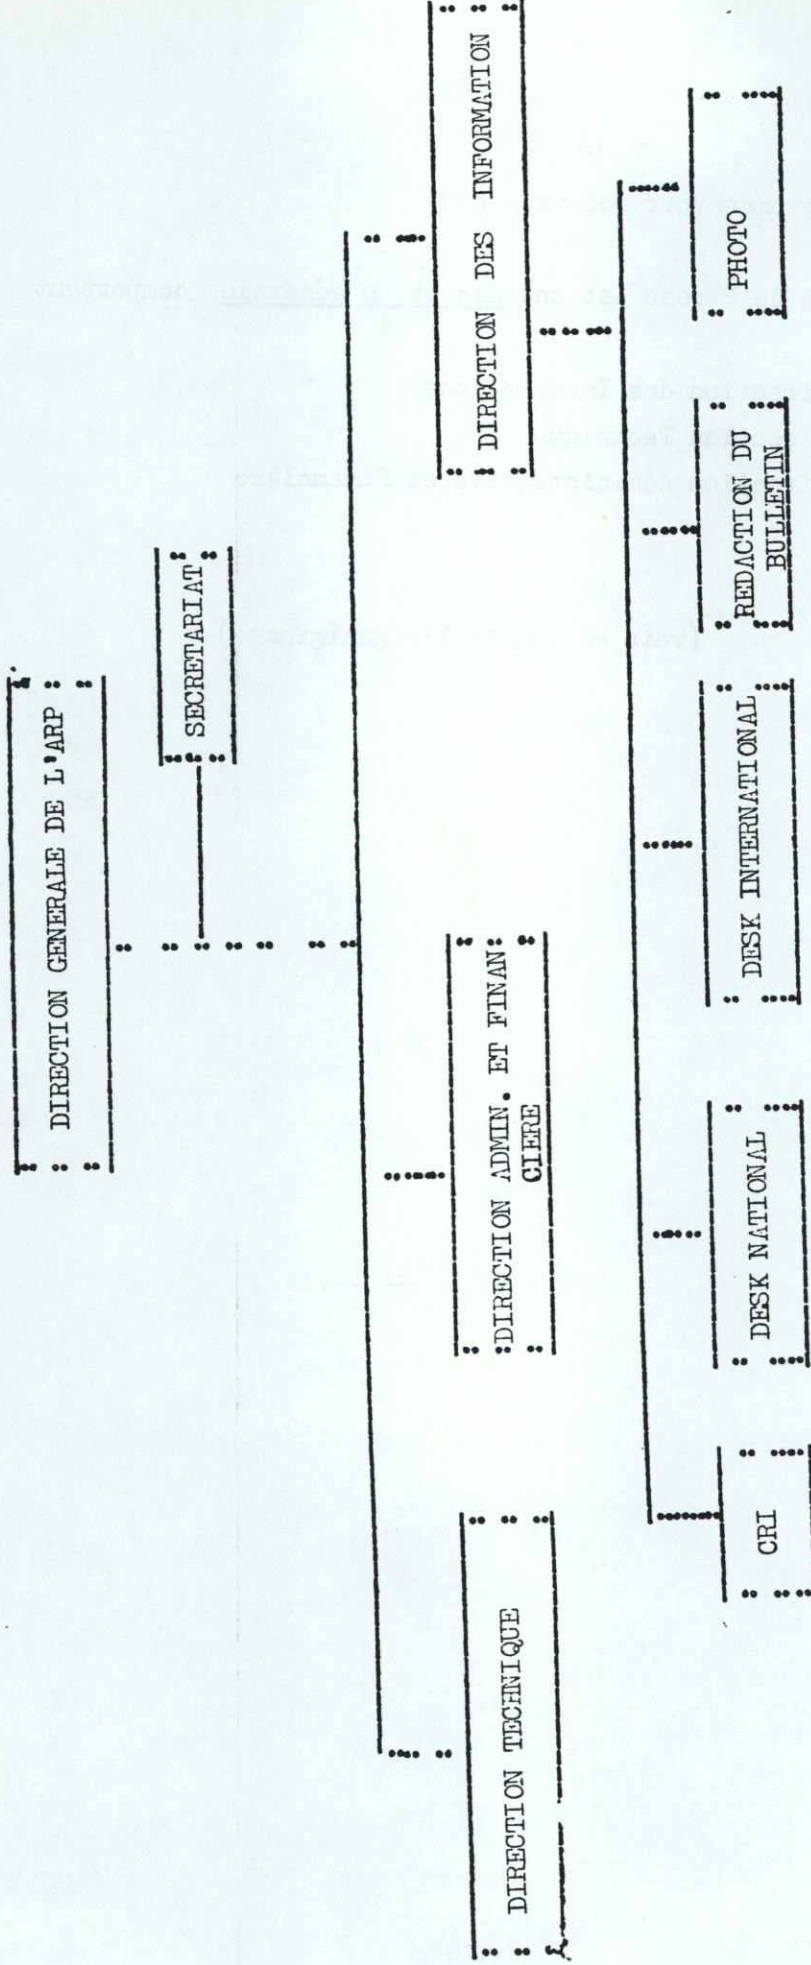 DIRECTION GENERALE DE L'ARP
SECRETARIAT
DIRECTION TECHNIQUE
DIRECTION ADMIN. ET FINAN
CIERE
DIRECTION DES INFORMATION
CRI
DESK NATIONAL
DESK INTERNATIONAL
REDACTION DU
BULLETIN
PHOTO